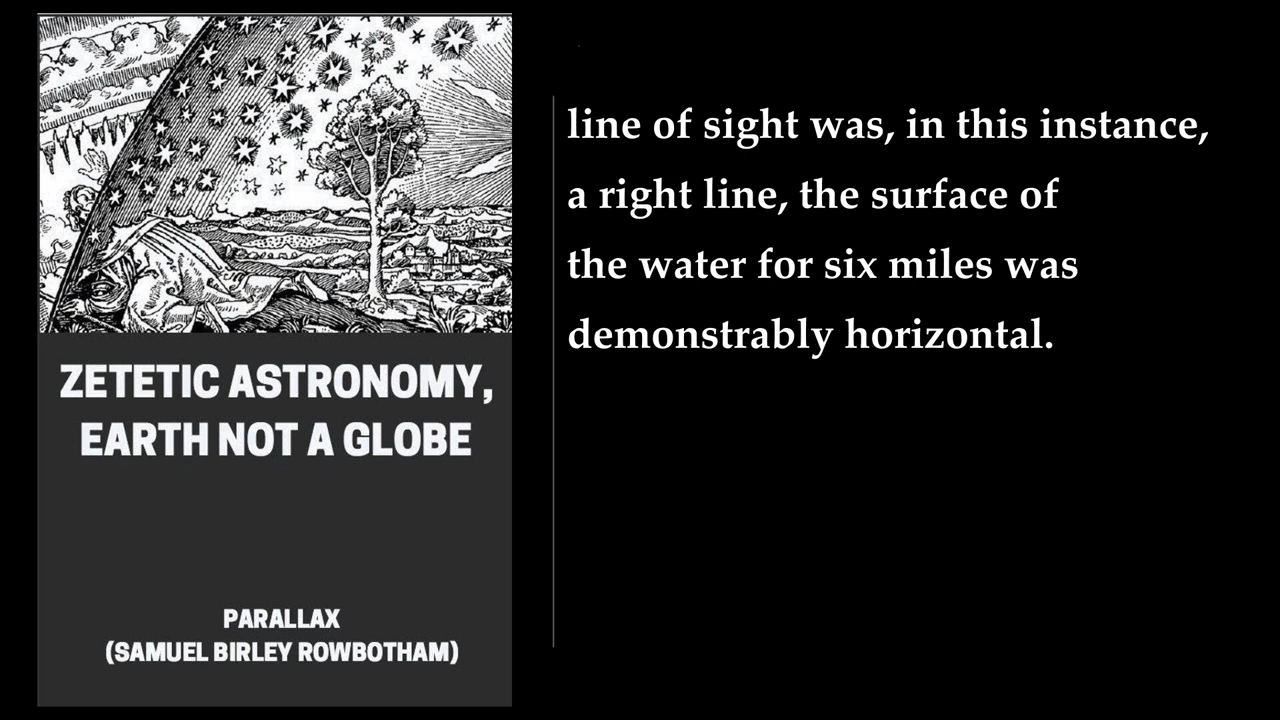 ZETETIC ASTRONOMY,
EARTH NOT A GLOBE
PARALLAX
(SAMUEL BIRLEY ROWBOTHAM)
line of sight was, in this instance,
a right line, the surface of
the water for six miles was
demonstrably horizontal.